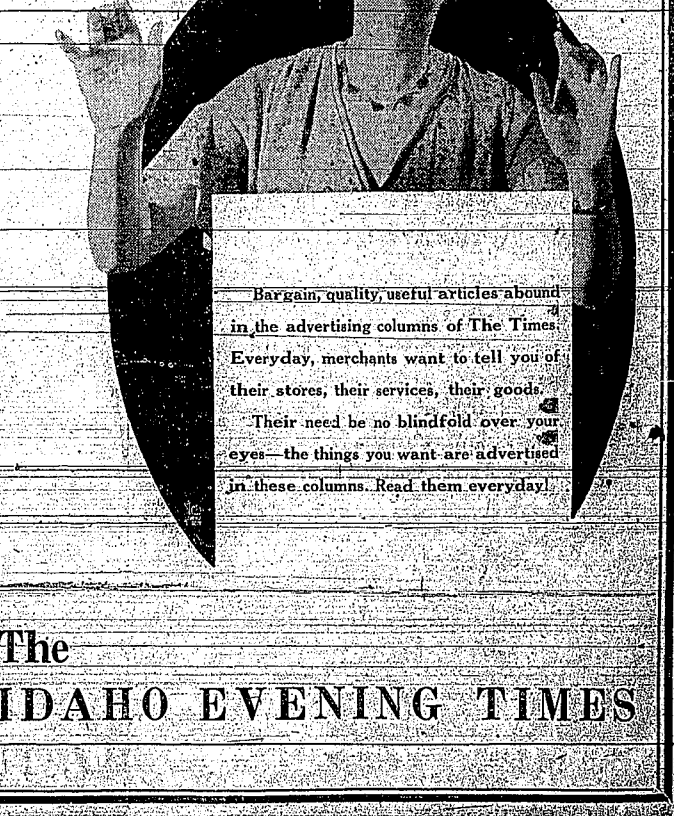 Bargain, quality, useful articles abound
in the advertising columns of The Times.
Everyday, merchants want to tell you of
their stores, their services, their goods.
Their need be no blindfold over your
eyes—the things you want are advertised
in these columns. Read them everyday!
The
IDAHO EVENING TIMES